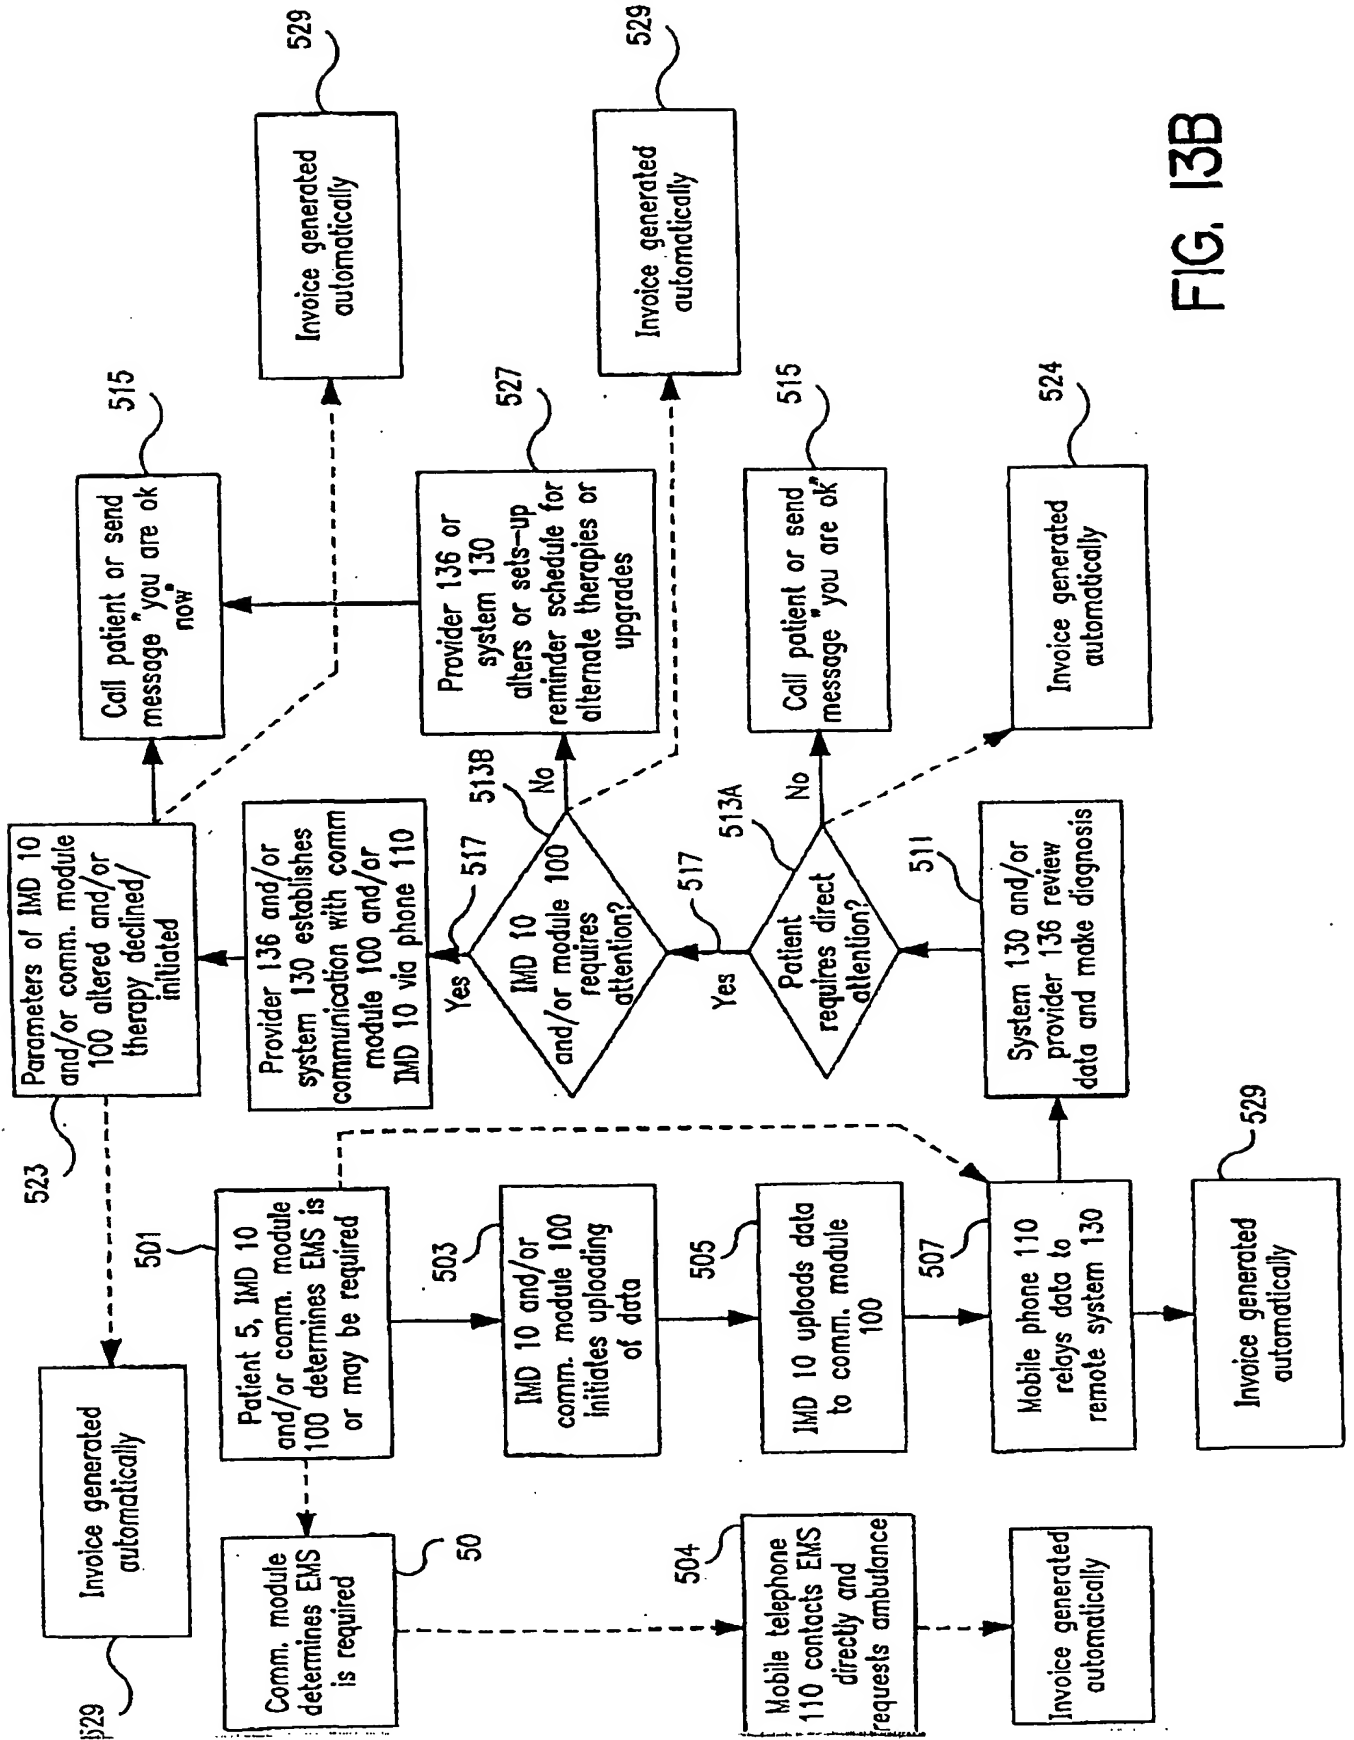 529
Invoice generated
automatically
523
Parameters of IMD 10
and/or comm. module
100 altered and/or
therapy declined/
initiated
515
Call patient or send
message "you are ok
now"
529
Invoice generated
automatically
Comm. module
determines EMS
is required
50
501
Patient 5, IMD 10
and/or comm. module
100 determines EMS is
or may be required
Provider 136 and/or
system 130 establishes
communication with comm
module 100 and/or
IMD 10 via phone 110
517
Yes
503
IMD 10 and/or
comm. module 100
initiates uploading
of data
513B
IMD 10
and/or module 100
requires
attention?
No
527
Provider 136 or
system 130
alters or sets-up
reminder schedule for
alternate therapies or
upgrades
529
Invoice generated
automatically
517
Yes
504
Mobile telephone
110 contacts EMS
directly and
requests ambulance
505
IMD 10 uploads data
to comm. module
100
513A
Patient
requires direct
attention?
No
515
Call patient or send
message "you are ok"
507
Mobile phone 110
relays data to
remote system 130
511
System 130 and/or
provider 136 review
data and make diagnosis
524
Invoice generated
automatically
Invoice generated
automatically
529
Invoice generated
automatically
FIG. 13B